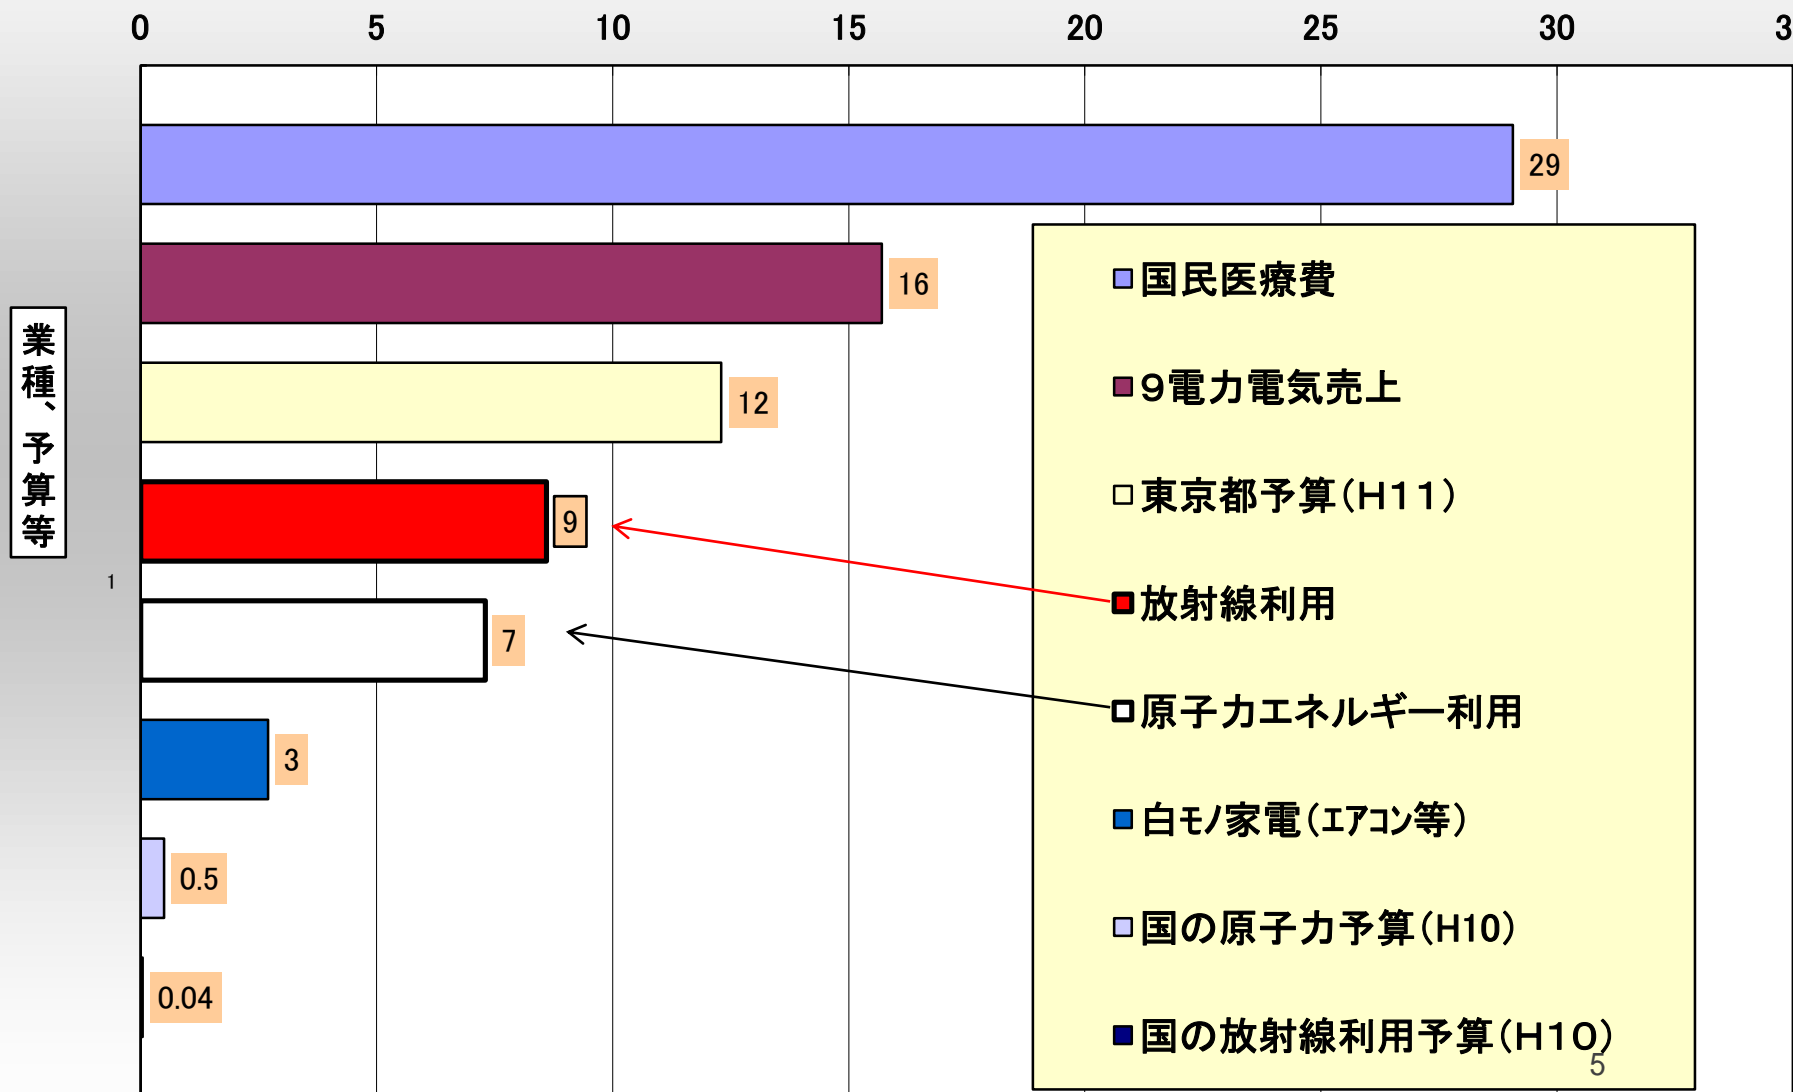 0 5 10 15 20 25 30 3
業種、予算等
1
29
16
12
9
7
3
0.5
0.04
国民医療費
９電力電気売上
東京都予算（Ｈ１１）
放射線利用
原子力エネルギー利用
白ﾓﾉ家電（ｴｱｺﾝ等）
国の原子力予算（H10）
国の放射線利用予算（Ｈ１０）
5